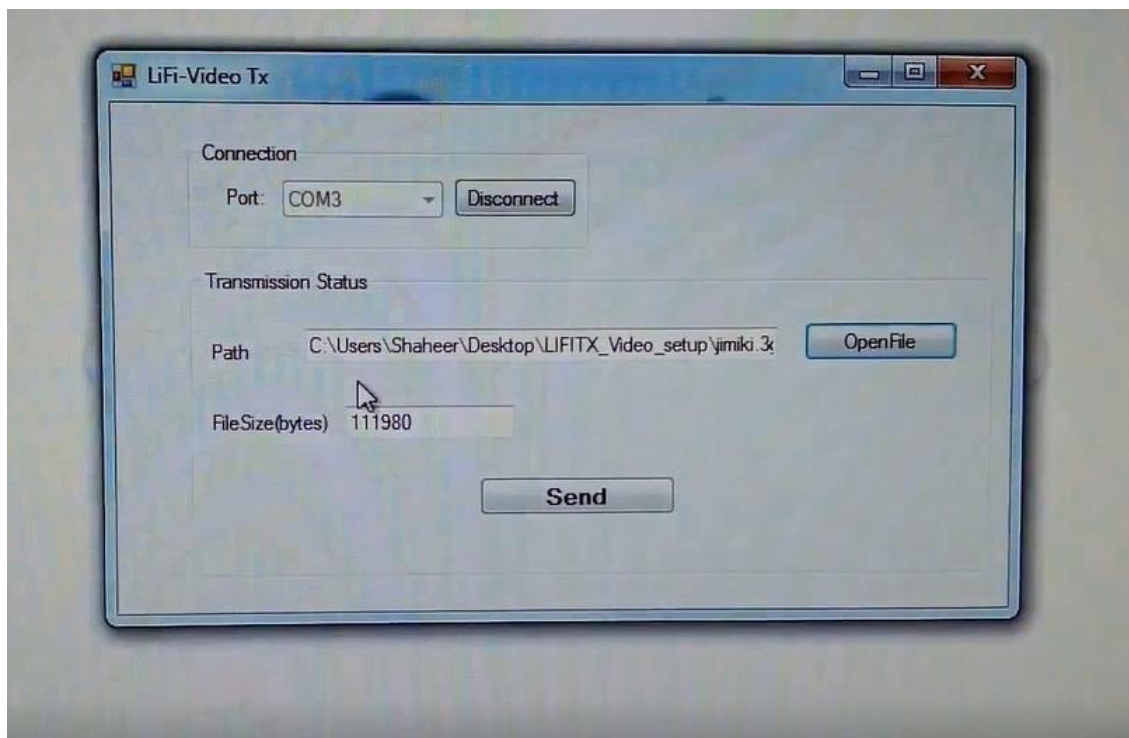 LiFi-Video Tx
Connection
Port: COM3 Disconnect
Transmission Status
Path C:\Users\Shaheer\Desktop\LIFITX_Video_setup\jimiki.3g OpenFile
FileSize(bytes) 111980
Send